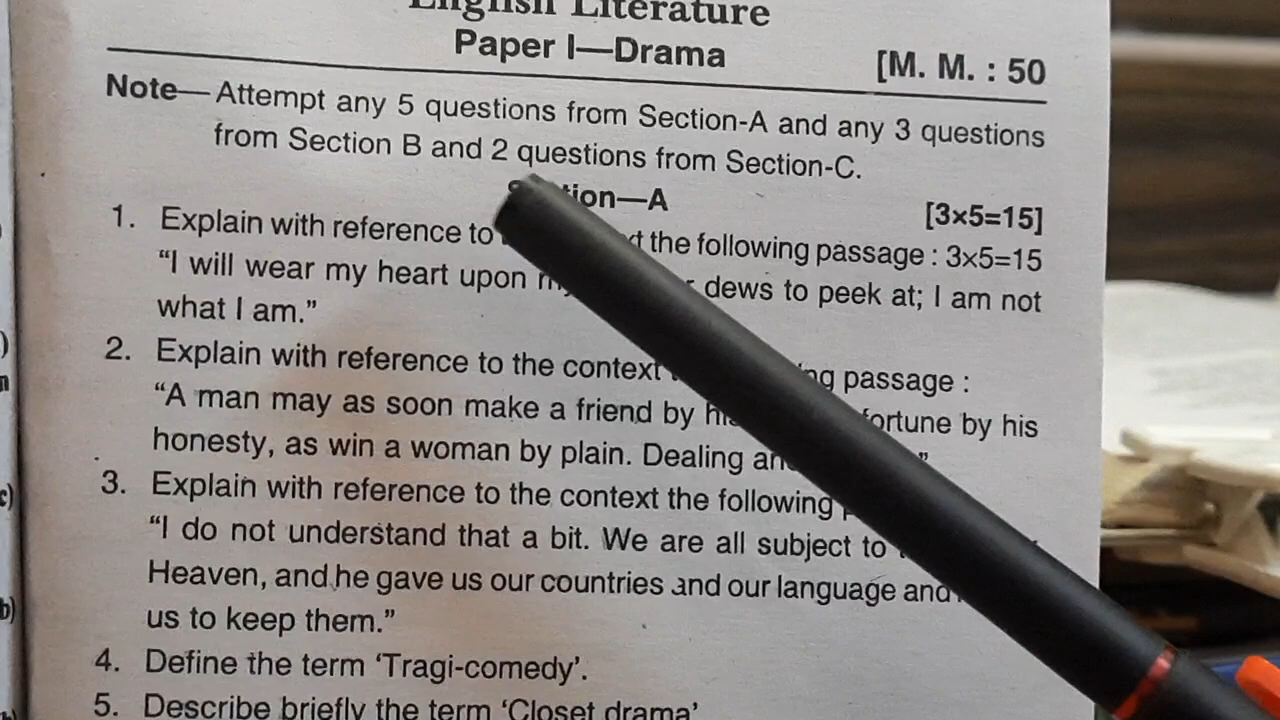 English Literature
Paper I—Drama
[M. M. : 50
Note— Attempt any 5 questions from Section-A and any 3 questions
from Section B and 2 questions from Section-C.
Section—A
[3×5=15]
1. Explain with reference to the following passage : 3×5=15
“I will wear my heart upon dews to peek at; I am not
what I am.”
2. Explain with reference to the context passage :
“A man may as soon make a friend by fortune by his
honesty, as win a woman by plain. Dealing ”
3. Explain with reference to the context the following
“I do not understand that a bit. We are all subject to
Heaven, and he gave us our countries and our language and
us to keep them.”
4. Define the term ‘Tragi-comedy’.
5. Describe briefly the term ‘Closet drama’
c)
b)